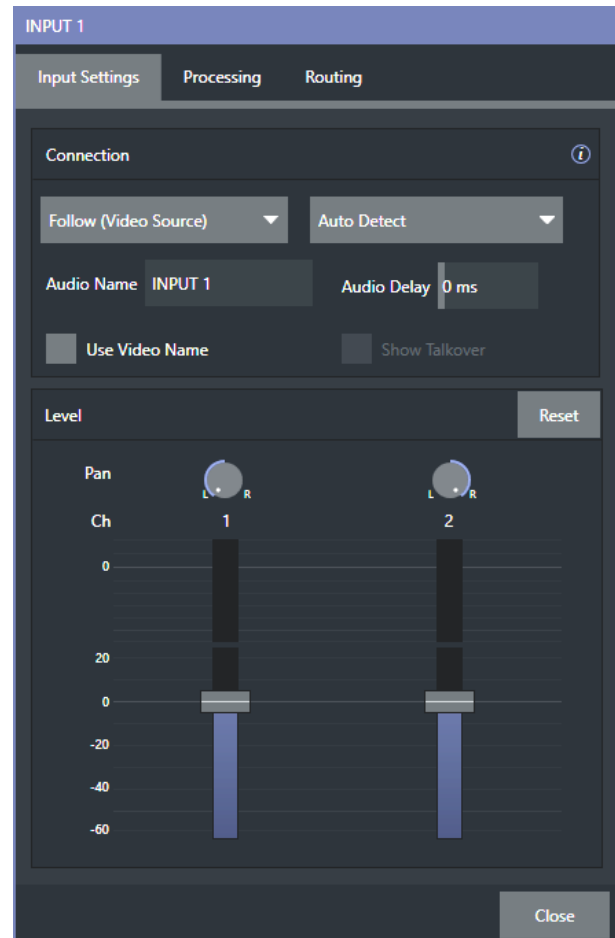 INPUT 1
Input Settings Processing Routing
Connection i
Follow (Video Source) Auto Detect
Audio Name INPUT 1 Audio Delay 0 ms
Use Video Name Show Talkover
Level Reset
Pan L R L R
Ch 1 2
0
20
0
-20
-40
-60
Close